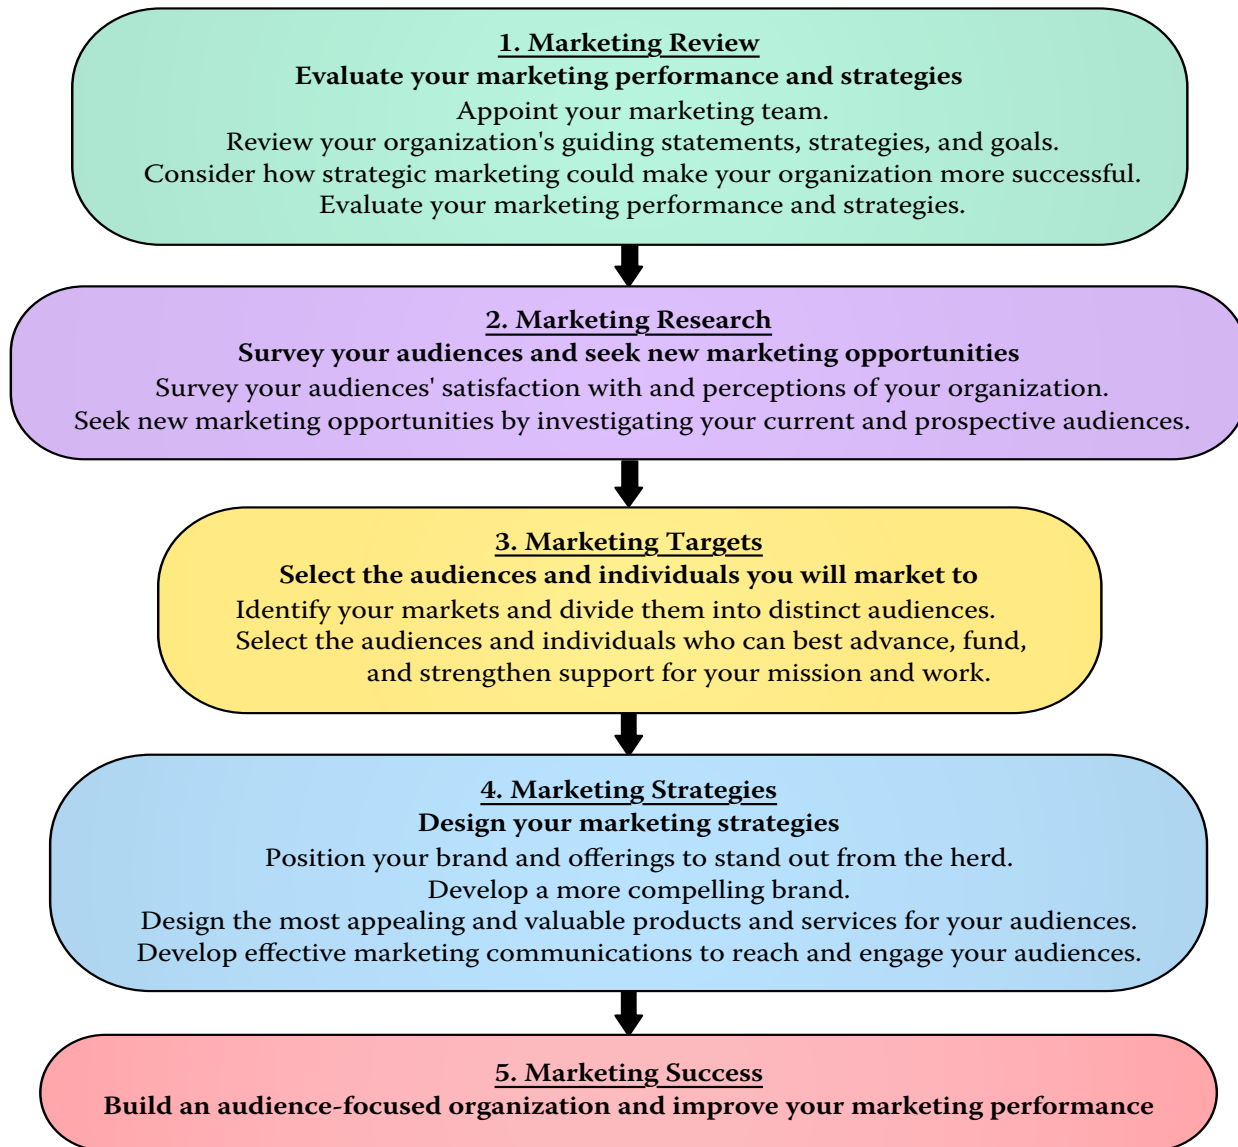 1. Marketing Review
Evaluate your marketing performance and strategies
Appoint your marketing team.
Review your organization's guiding statements, strategies, and goals.
Consider how strategic marketing could make your organization more successful.
Evaluate your marketing performance and strategies.
2. Marketing Research
Survey your audiences and seek new marketing opportunities
Survey your audiences' satisfaction with and perceptions of your organization.
Seek new marketing opportunities by investigating your current and prospective audiences.
3. Marketing Targets
Select the audiences and individuals you will market to
Identify your markets and divide them into distinct audiences.
Select the audiences and individuals who can best advance, fund,
and strengthen support for your mission and work.
4. Marketing Strategies
Design your marketing strategies
Position your brand and offerings to stand out from the herd.
Develop a more compelling brand.
Design the most appealing and valuable products and services for your audiences.
Develop effective marketing communications to reach and engage your audiences.
5. Marketing Success
Build an audience-focused organization and improve your marketing performance